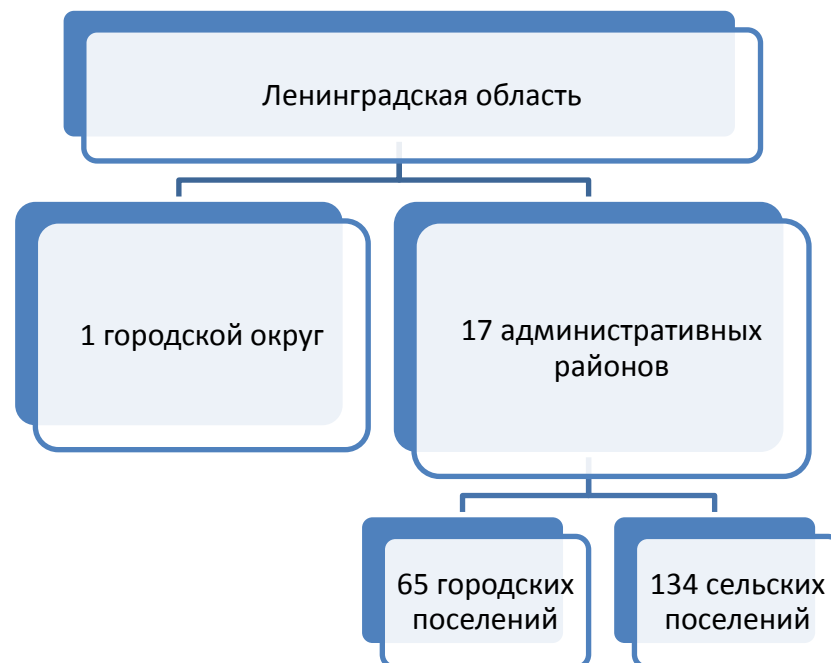 Ленинградская область
1 городской округ
17 административных
районов
65 городских
поселений
134 сельских
поселений